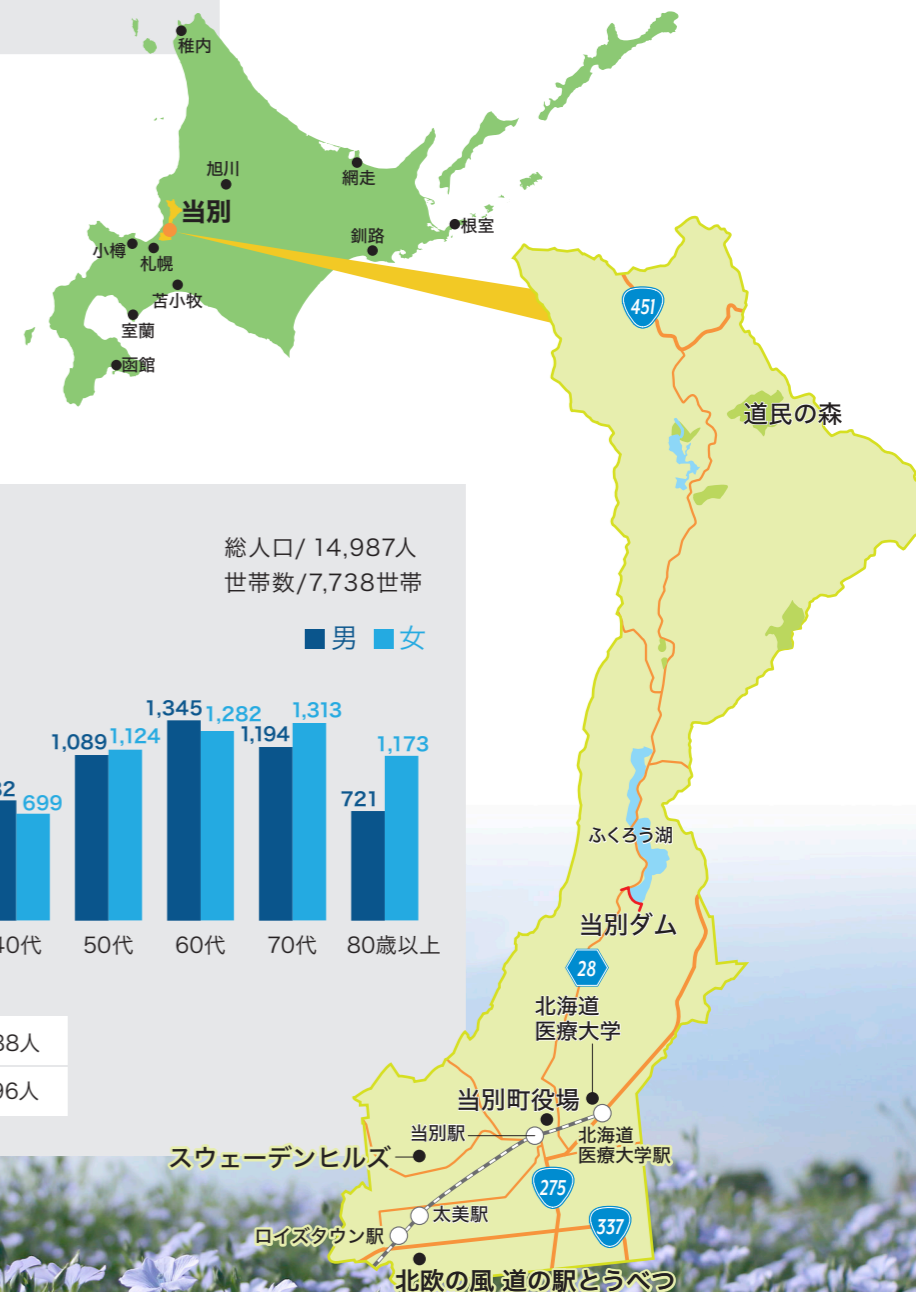 稚内
旭川
網走
当別
根室
釧路
小樽
札幌
苫小牧
室蘭
函館
451
道民の森
総人口/ 14,987人
世帯数/7,738世帯
男 女
1,345
1,282
1,313
1,194
1,089
1,124
1,173
699
721
50代 60代 70代 80歳以上
ふくろう湖
当別ダム
28
北海道
医療大学
当別町役場
当別駅
北海道
医療大学駅
スウェーデンヒルズ
275
太美駅
337
ロイズタウン駅
北欧の風 道の駅とうべつ